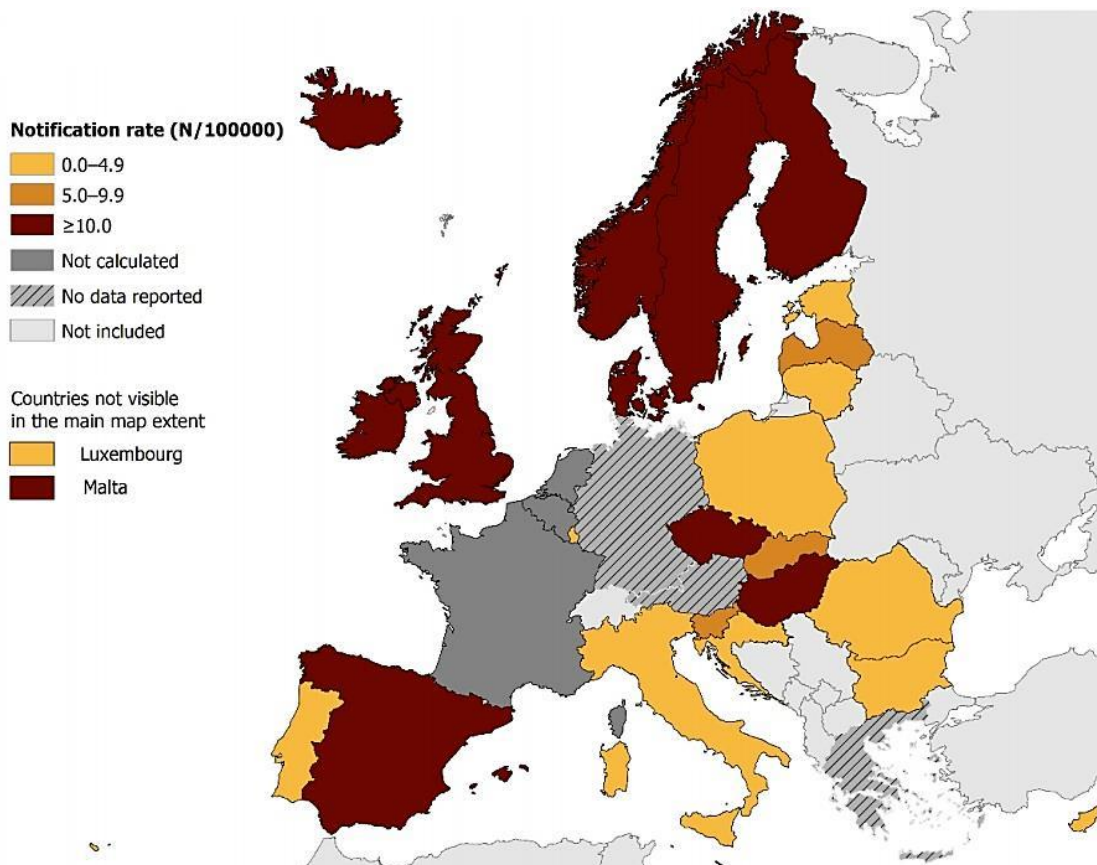 Notification rate (N/100000)
0.0–4.9
5.0–9.9
≥10.0
Not calculated
No data reported
Not included
Countries not visible
in the main map extent
Luxembourg
Malta